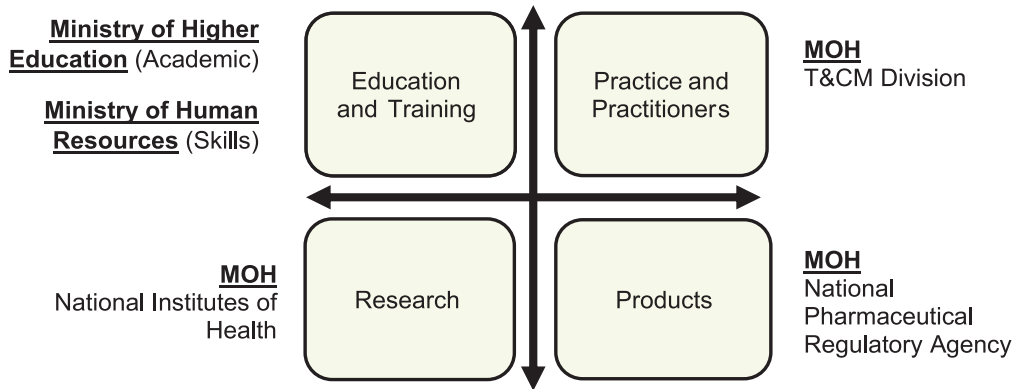 Ministry of Higher
Education (Academic)
Ministry of Human
Resources (Skills)
Education
and Training
Practice and
Practitioners
MOH
T&CM Division
MOH
National Institutes of
Health
Research
Products
MOH
National
Pharmaceutical
Regulatory Agency